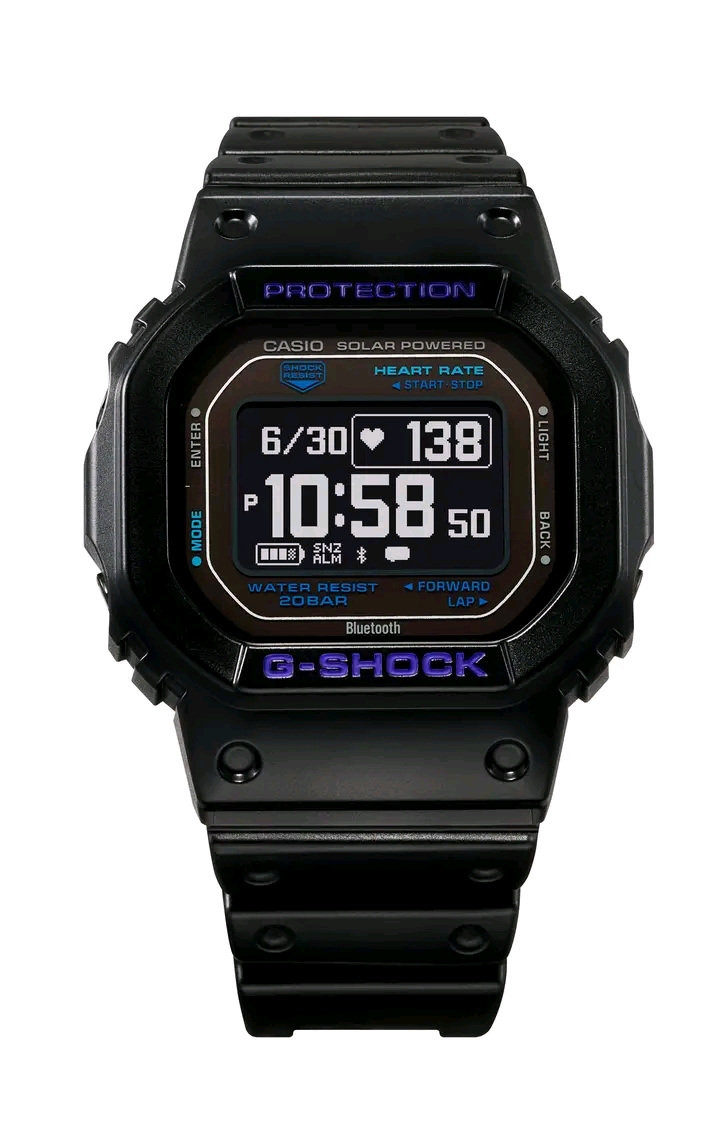 PROTECTION
CASIO SOLAR POWERED
SHOCK
RESIST
HEART RATE
◄ START·STOP
ENTER
LIGHT
6/30 ♥ 138
P 10:58 50
SNZ
ALM
MODE
BACK
WATER RESIST
20BAR
◄ FORWARD
LAP ►
Bluetooth
G-SHOCK